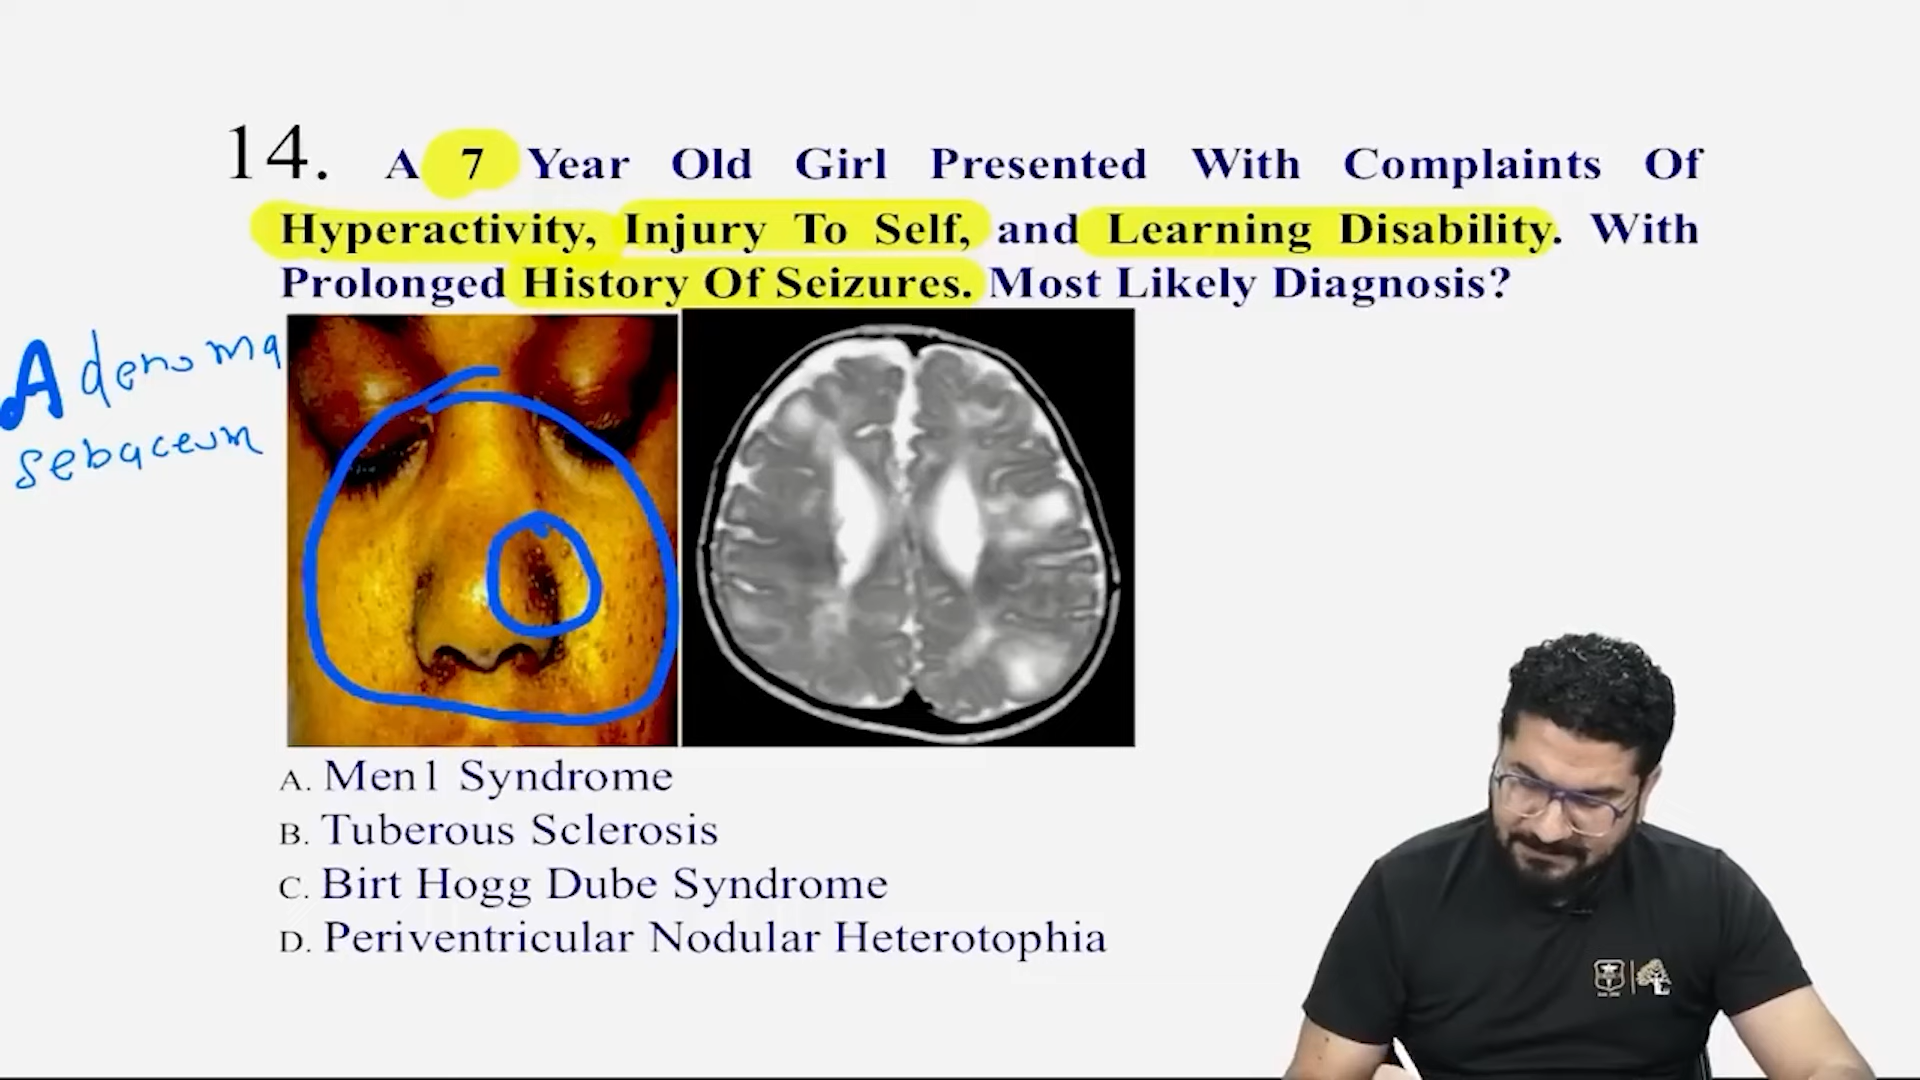 14. A 7 Year Old Girl Presented With Complaints Of
Hyperactivity, Injury To Self, and Learning Disability. With
Prolonged History Of Seizures. Most Likely Diagnosis?
Adenoma
sebaceum
A. Men1 Syndrome
B. Tuberous Sclerosis
C. Birt Hogg Dube Syndrome
D. Periventricular Nodular Heterotophia